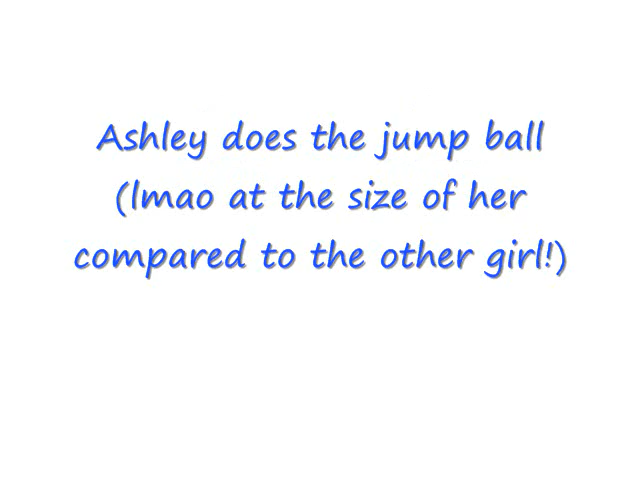 Ashley does the jump ball
(lmao at the size of her
compared to the other girl!)